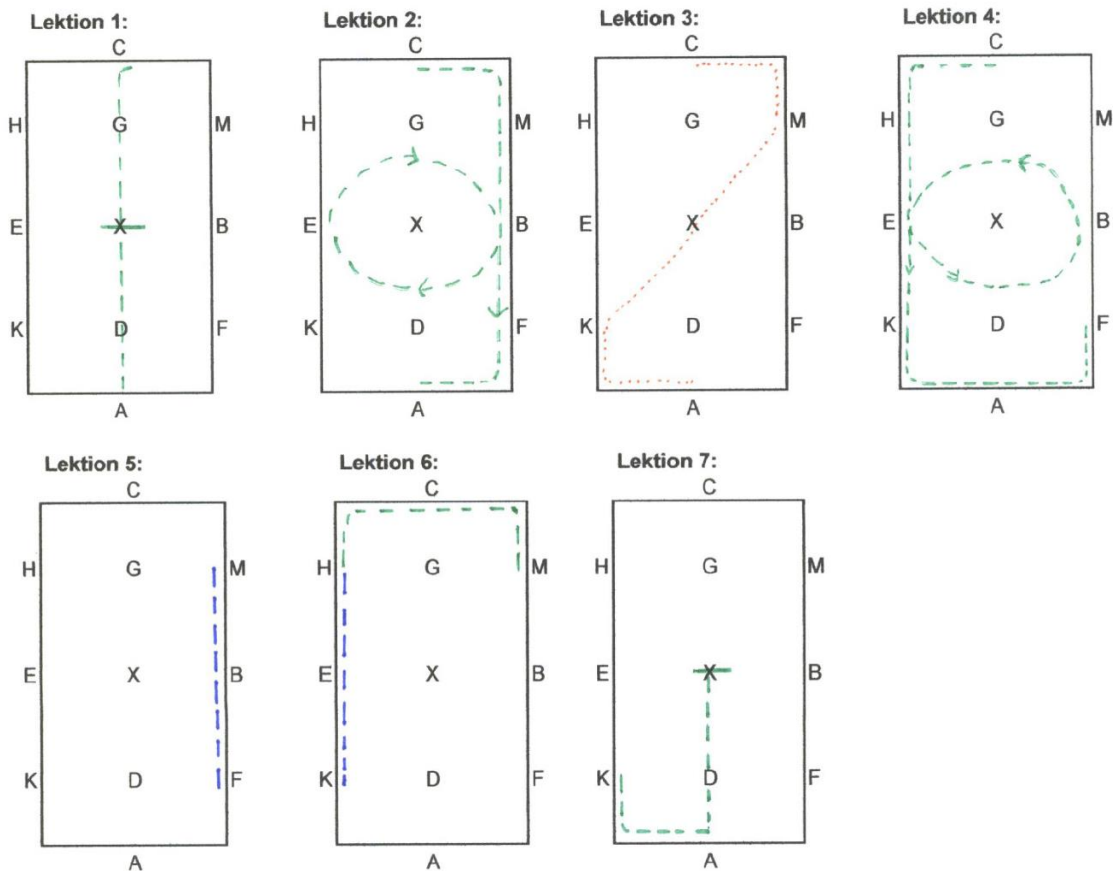 Lektion 1: Lektion 2: Lektion 3: Lektion 4:
C C C C
H G M H G M H G M H G M
E X B E X B E X B E X B
K D F K D F K D F K D F
A A A A
Lektion 5: Lektion 6: Lektion 7:
C C C
H G M H G M H G M
E X B E X B E X B
K D F K D F K D F
A A A